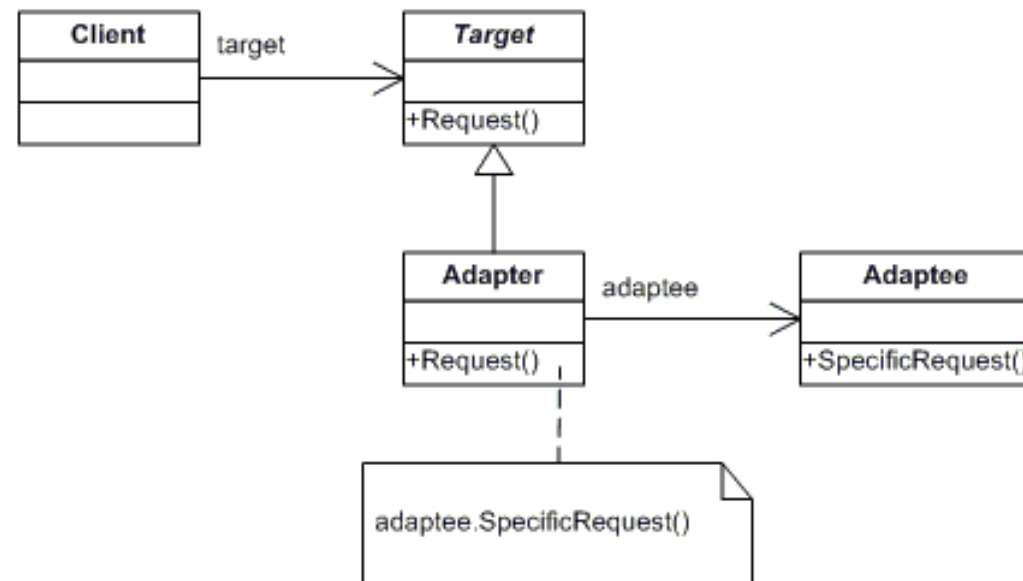 Client
target
Target
+Request()
Adapter
adaptee
Adaptee
+Request()
+SpecificRequest()
adaptee.SpecificRequest()